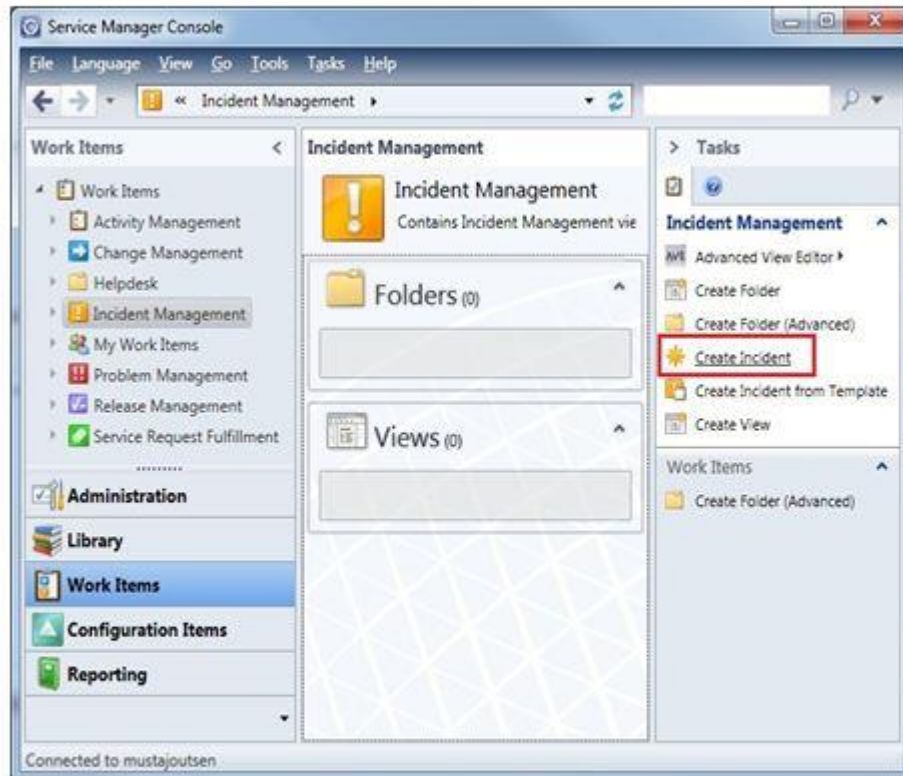 Service Manager Console
File Language View Go Tools Tasks Help
« Incident Management
Work Items <
Work Items
Activity Management
Change Management
Helpdesk
Incident Management
My Work Items
Problem Management
Release Management
Service Request Fulfillment
Administration
Library
Work Items
Configuration Items
Reporting
Incident Management
Incident Management
Contains Incident Management vie
Folders (0)
Views (0)
> Tasks
Incident Management
Advanced View Editor
Create Folder
Create Folder (Advanced)
Create Incident
Create Incident from Template
Create View
Work Items
Create Folder (Advanced)
Connected to mustajoutsen